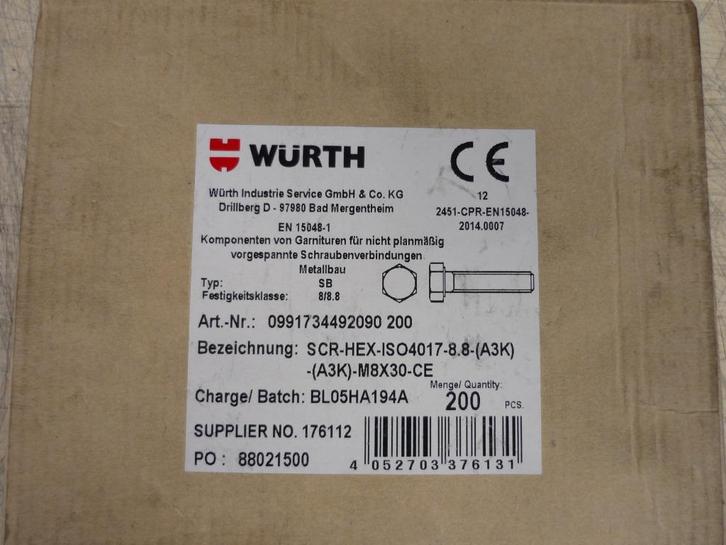 WÜRTH
CE
Würth Industrie Service GmbH & Co. KG
Drillberg D - 97980 Bad Mergentheim
12
2451-CPR-EN15048-
2014.0007
EN 15048-1
Komponenten von Garnituren für nicht planmäßig
vorgespannte Schraubenverbindungen
Metallbau
Typ: SB
Festigkeitsklasse: 8/8.8
Art.-Nr.: 0991734492090 200
Bezeichnung: SCR-HEX-ISO4017-8.8-(A3K)
-(A3K)-M8X30-CE
Charge/ Batch: BL05HA194A
Menge/ Quantity:
200 PCS.
SUPPLIER NO. 176112
PO : 88021500
4 052703 376131